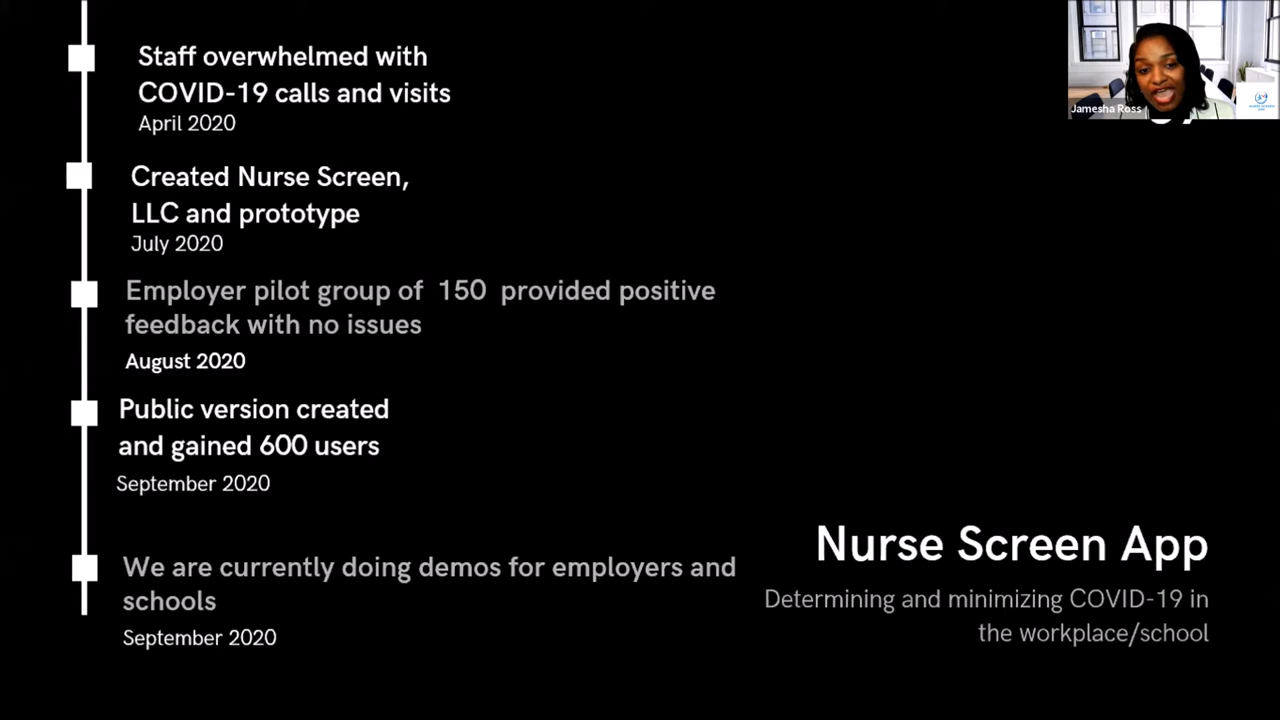 Staff overwhelmed with
COVID-19 calls and visits
April 2020
Created Nurse Screen,
LLC and prototype
July 2020
Employer pilot group of 150 provided positive
feedback with no issues
August 2020
Public version created
and gained 600 users
September 2020
We are currently doing demos for employers and
schools
September 2020
Nurse Screen App
Determining and minimizing COVID-19 in
the workplace/school
Jamesha Ross